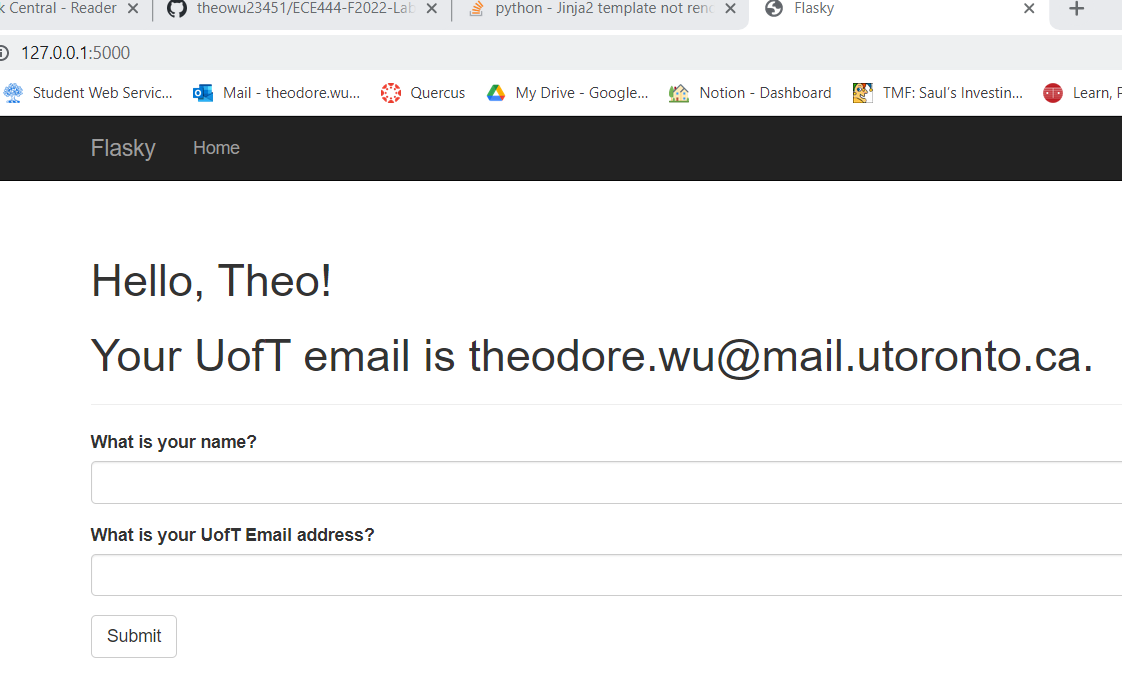 k Central - Reader theowu23451/ECE444-F2022-Lab python - Jinja2 template not rend Flasky
127.0.0.1:5000
Student Web Servic... Mail - theodore.wu... Quercus My Drive - Google... Notion - Dashboard TMF: Saul's Investin... Learn, F
Flasky Home
Hello, Theo!
Your UofT email is theodore.wu@mail.utoronto.ca.
What is your name?
What is your UofT Email address?
Submit